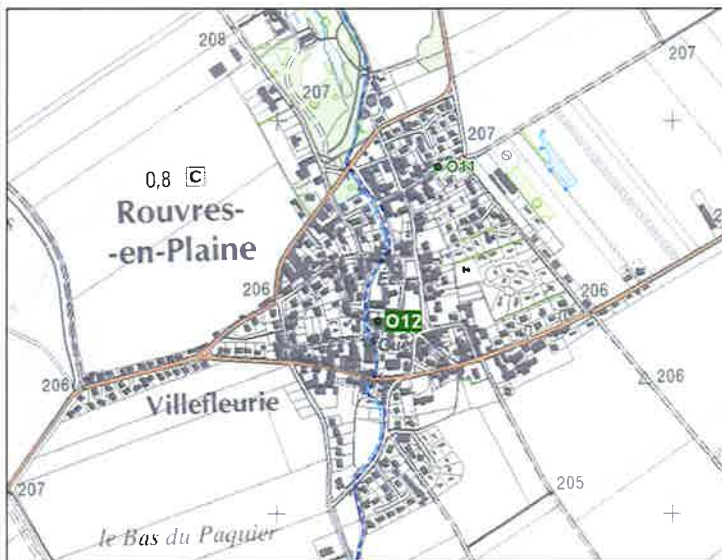 208
207
207
207
O11
0,8 C
Rouvres-
-en-Plaine
206
206
O12
206
206
Villefleurie
207
205
le Bas du Paquier